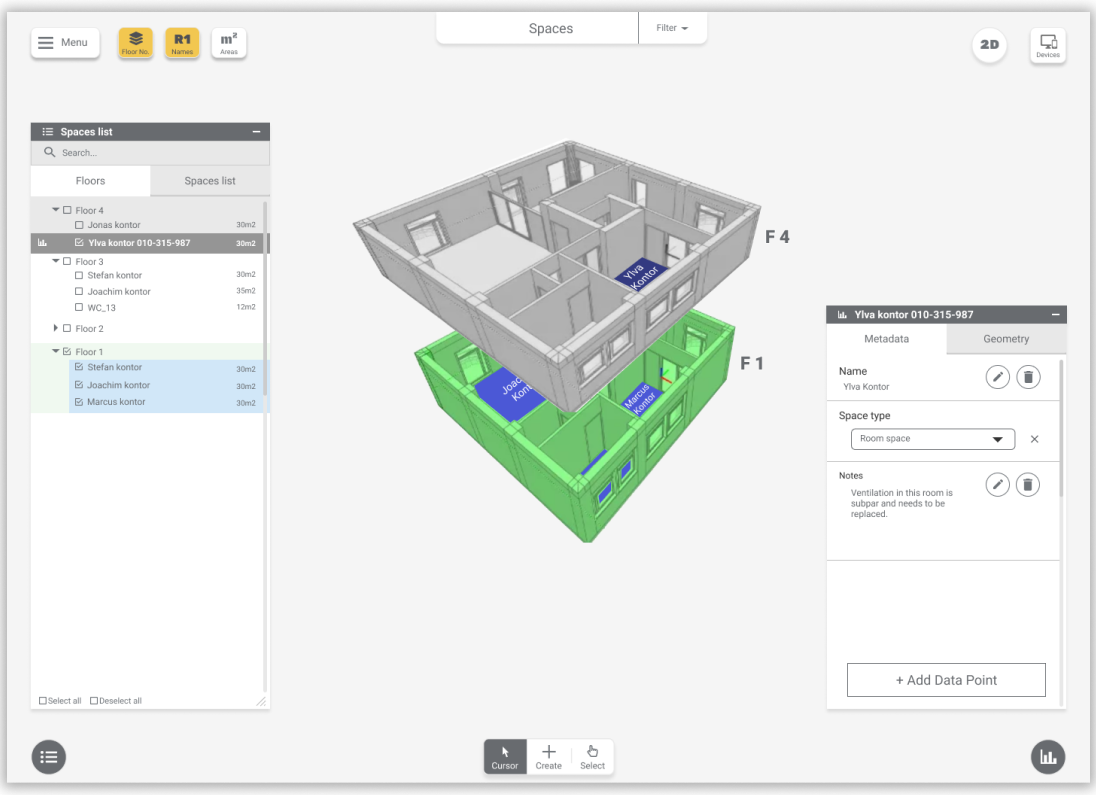 Menu
Floor No.
R1
Names
m²
Areas
Spaces
Filter
2D
Devices
Spaces list
Search...
Floors
Spaces list
Floor 4
Jonas kontor 30m2
Ylva kontor 010-315-987 30m2
Floor 3
Stefan kontor 30m2
Joachim kontor 35m2
WC_13 12m2
Floor 2
Floor 1
Stefan kontor 30m2
Joachim kontor 30m2
Marcus kontor 30m2
Select all Deselect all
F 4
Ylva
Kontor
F 1
Marcus
Kontor
Ylva kontor 010-315-987
Metadata
Geometry
Name
Ylva Kontor
Space type
Room space
Notes
Ventilation in this room is
subpar and needs to be
replaced.
+ Add Data Point
Cursor
Create
Select